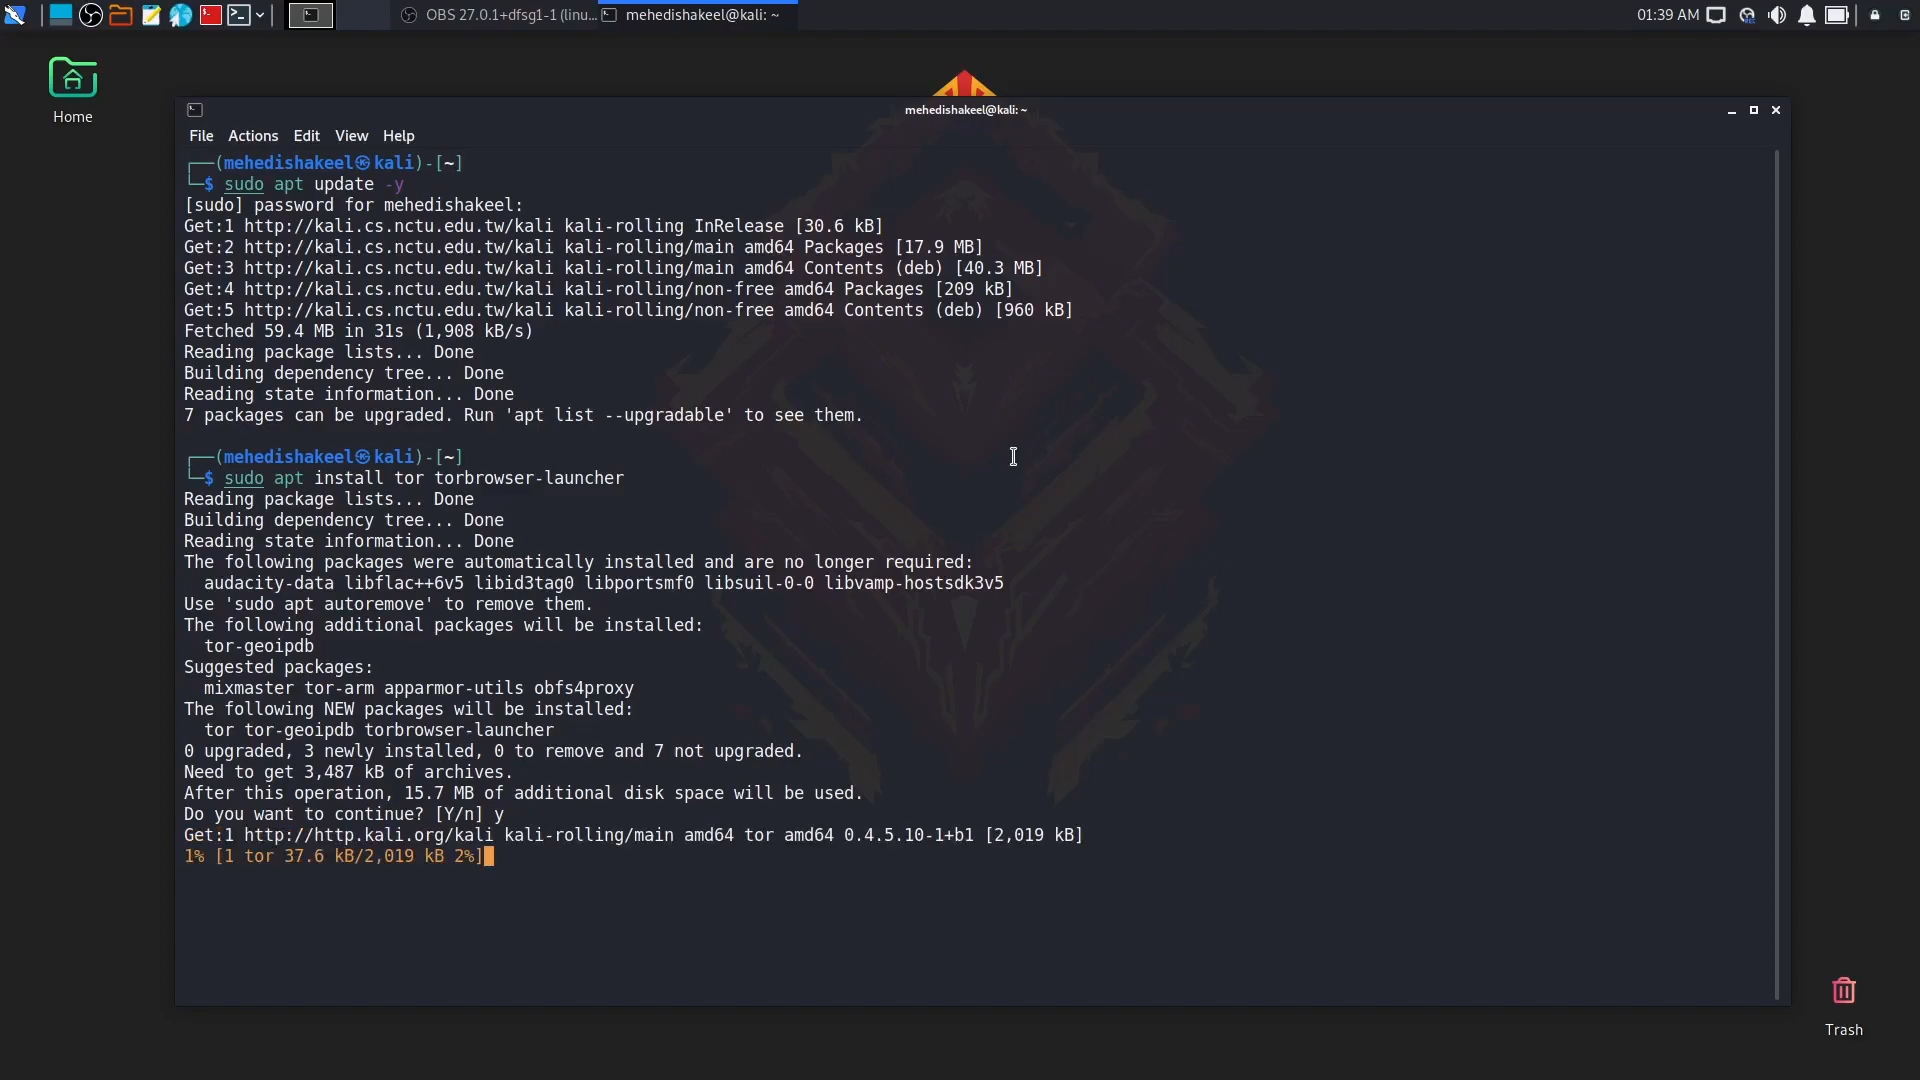 OBS 27.0.1+dfsg1-1 (linu... mehedishakeel@kali: ~ 01:39 AM
Home
mehedishakeel@kali: ~
File Actions Edit View Help
┌──(mehedishakeel㉿kali)-[~]
└─$ sudo apt update -y
[sudo] password for mehedishakeel:
Get:1 http://kali.cs.nctu.edu.tw/kali kali-rolling InRelease [30.6 kB]
Get:2 http://kali.cs.nctu.edu.tw/kali kali-rolling/main amd64 Packages [17.9 MB]
Get:3 http://kali.cs.nctu.edu.tw/kali kali-rolling/main amd64 Contents (deb) [40.3 MB]
Get:4 http://kali.cs.nctu.edu.tw/kali kali-rolling/non-free amd64 Packages [209 kB]
Get:5 http://kali.cs.nctu.edu.tw/kali kali-rolling/non-free amd64 Contents (deb) [960 kB]
Fetched 59.4 MB in 31s (1,908 kB/s)
Reading package lists... Done
Building dependency tree... Done
Reading state information... Done
7 packages can be upgraded. Run 'apt list --upgradable' to see them.
┌──(mehedishakeel㉿kali)-[~]
└─$ sudo apt install tor torbrowser-launcher
Reading package lists... Done
Building dependency tree... Done
Reading state information... Done
The following packages were automatically installed and are no longer required:
audacity-data libflac++6v5 libid3tag0 libportsmf0 libsuil-0-0 libvamp-hostsdk3v5
Use 'sudo apt autoremove' to remove them.
The following additional packages will be installed:
tor-geoipdb
Suggested packages:
mixmaster tor-arm apparmor-utils obfs4proxy
The following NEW packages will be installed:
tor tor-geoipdb torbrowser-launcher
0 upgraded, 3 newly installed, 0 to remove and 7 not upgraded.
Need to get 3,487 kB of archives.
After this operation, 15.7 MB of additional disk space will be used.
Do you want to continue? [Y/n] y
Get:1 http://http.kali.org/kali kali-rolling/main amd64 tor amd64 0.4.5.10-1+b1 [2,019 kB]
1% [1 tor 37.6 kB/2,019 kB 2%]
Trash